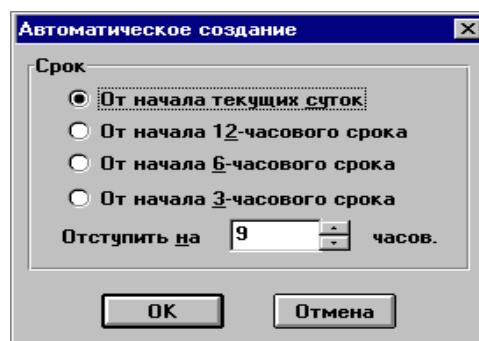 Автоматическое создание
Срок
От начала текущих суток
От начала 12-часового срока
От начала 6-часового срока
От начала 3-часового срока
Отступить на 9 часов.
OK Отмена